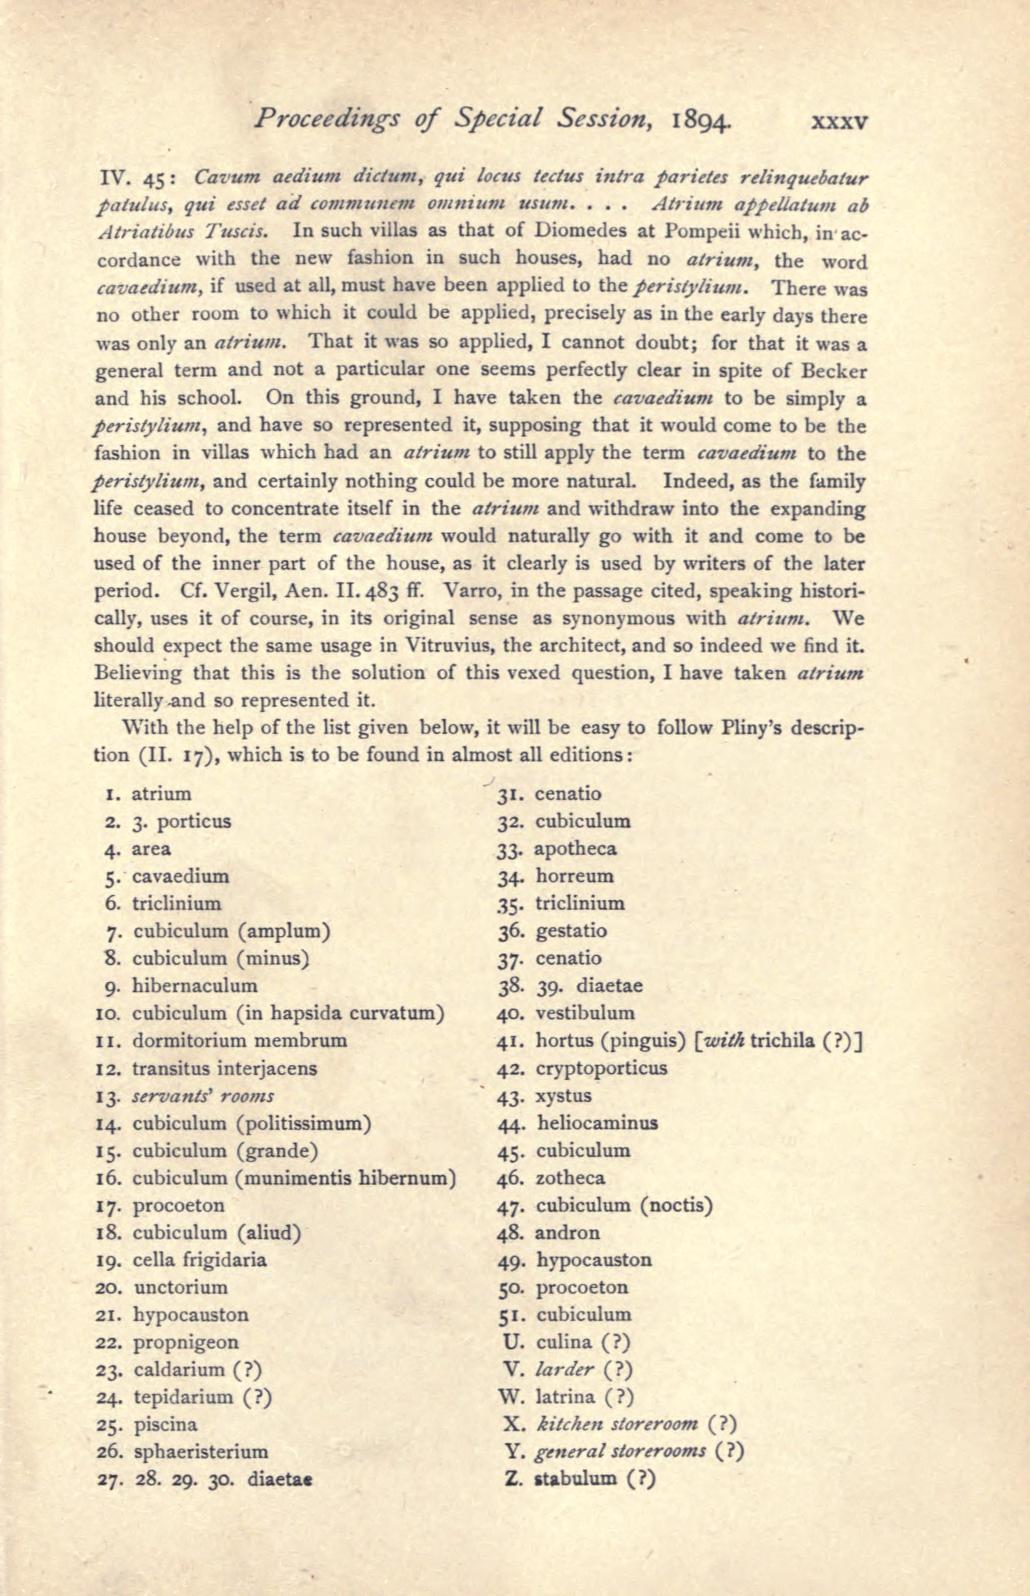 Proceedings of Special Session, 1894. xxxv
IV. 45: Cavum aedium dictum, qui locus tectus intra parietes relinquebatur
patulus, qui esset ad communem omnium usum. . . . Atrium appellatum ab
Atriatibus Tuscis. In such villas as that of Diomedes at Pompeii which, in ac-
cordance with the new fashion in such houses, had no atrium, the word
cavaedium, if used at all, must have been applied to the peristylium. There was
no other room to which it could be applied, precisely as in the early days there
was only an atrium. That it was so applied, I cannot doubt; for that it was a
general term and not a particular one seems perfectly clear in spite of Becker
and his school. On this ground, I have taken the cavaedium to be simply a
peristylium, and have so represented it, supposing that it would come to be the
fashion in villas which had an atrium to still apply the term cavaedium to the
peristylium, and certainly nothing could be more natural. Indeed, as the family
life ceased to concentrate itself in the atrium and withdraw into the expanding
house beyond, the term cavaedium would naturally go with it and come to be
used of the inner part of the house, as it clearly is used by writers of the later
period. Cf. Vergil, Aen. II. 483 ff. Varro, in the passage cited, speaking histori-
cally, uses it of course, in its original sense as synonymous with atrium. We
should expect the same usage in Vitruvius, the architect, and so indeed we find it.
Believing that this is the solution of this vexed question, I have taken atrium
literally and so represented it.
With the help of the list given below, it will be easy to follow Pliny's descrip-
tion (II. 17), which is to be found in almost all editions:
1. atrium
2. 3. porticus
4. area
5. cavaedium
6. triclinium
7. cubiculum (amplum)
8. cubiculum (minus)
9. hibernaculum
10. cubiculum (in hapsida curvatum)
11. dormitorium membrum
12. transitus interjacens
13. servants' rooms
14. cubiculum (politissimum)
15. cubiculum (grande)
16. cubiculum (munimentis hibernum)
17. procoeton
18. cubiculum (aliud)
19. cella frigidaria
20. unctorium
21. hypocauston
22. propnigeon
23. caldarium (?)
24. tepidarium (?)
25. piscina
26. sphaeristerium
27. 28. 29. 30. diaetae
31. cenatio
32. cubiculum
33. apotheca
34. horreum
35. triclinium
36. gestatio
37. cenatio
38. 39. diaetae
40. vestibulum
41. hortus (pinguis) [with trichila (?)]
42. cryptoporticus
43. xystus
44. heliocaminus
45. cubiculum
46. zotheca
47. cubiculum (noctis)
48. andron
49. hypocauston
50. procoeton
51. cubiculum
U. culina (?)
V. larder (?)
W. latrina (?)
X. kitchen storeroom (?)
Y. general storerooms (?)
Z. stabulum (?)